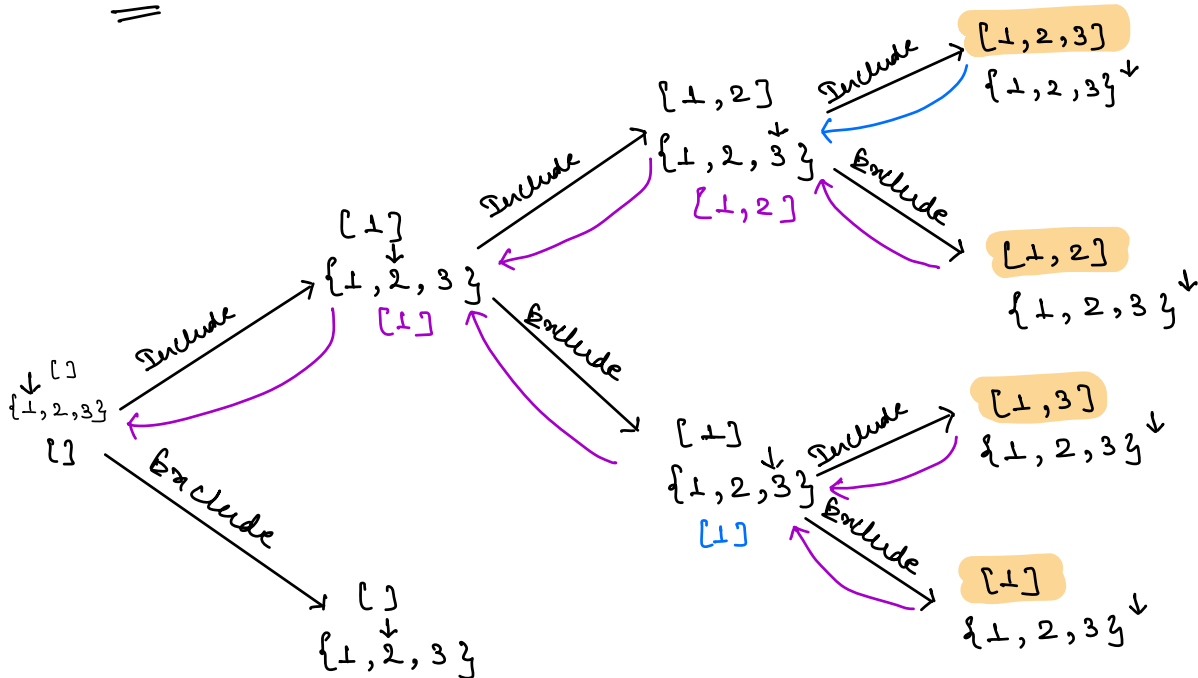 [1,2,3]
{1,2,3}
Include
[1,2]
{1,2,3}
[1,2]
Exclude
[1,2]
{1,2,3}
Include
[1]
{1,2,3}
[1]
Exclude
Include
[]
{1,2,3}
[]
Exclude
[1,3]
{1,2,3}
Include
[1]
{1,2,3}
[1]
Exclude
[1]
{1,2,3}
[]
{1,2,3}